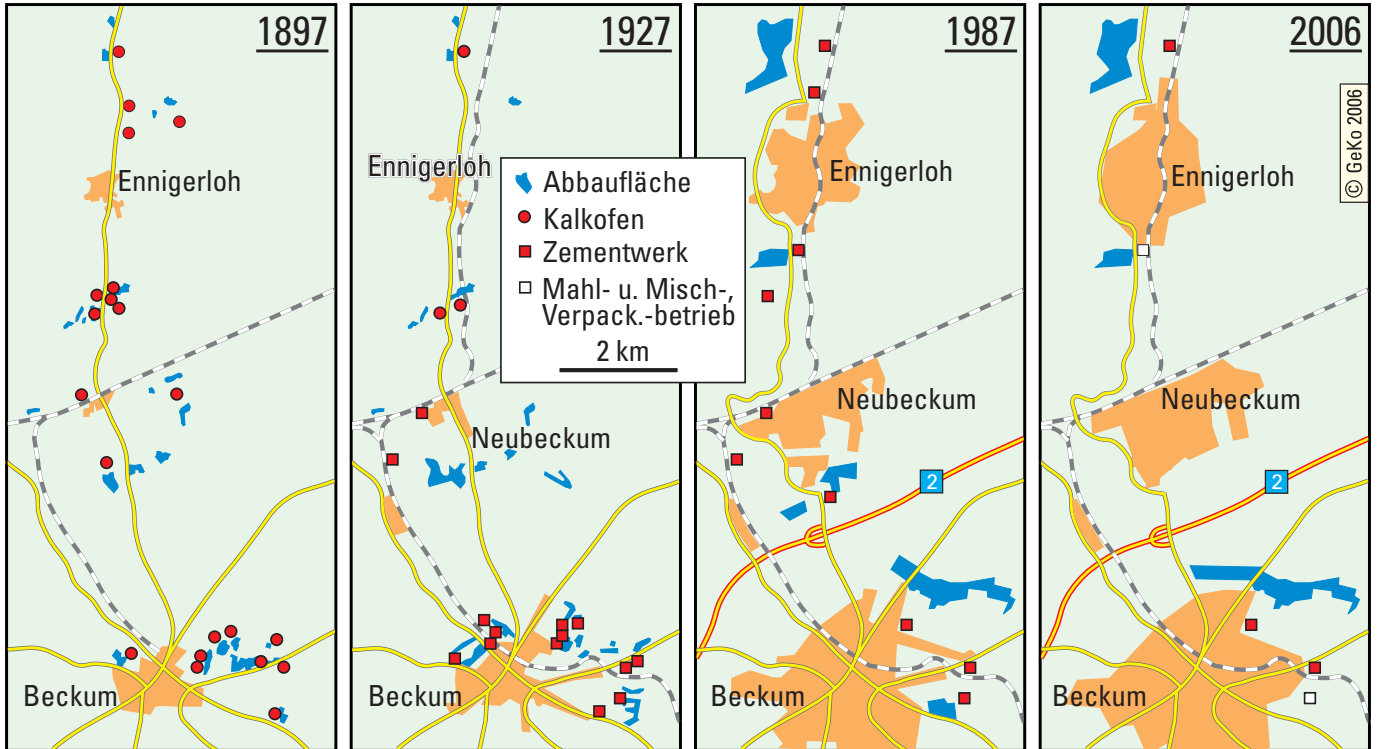 1897
Ennigerloh
Beckum
1927
Ennigerloh
Neubeckum
Beckum
Abbaufläche
Kalkofen
Zementwerk
Mahl- u. Misch-,
Verpack.-betrieb
2 km
1987
Ennigerloh
Neubeckum
2
Beckum
2006
© GeKo 2006
Ennigerloh
Neubeckum
2
Beckum